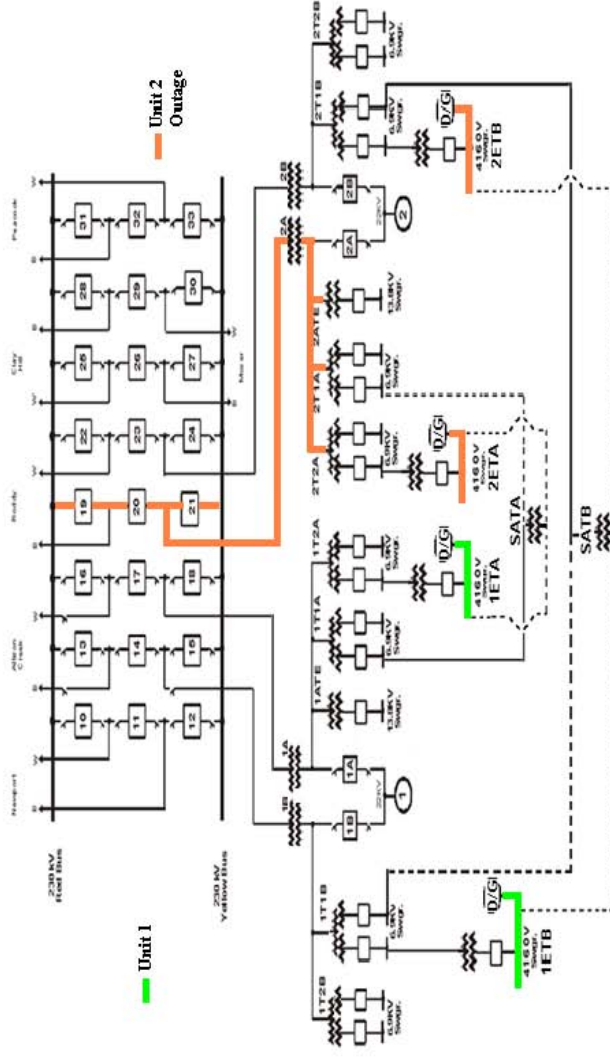 Newport
Allison Creek
Roddy
Clay Hill
Peacock
B
W
B
W
B
W
W
B
B
W
230 kV
Red Bus
10
13
16
19
22
25
28
31
11
14
17
20
23
26
29
32
12
15
18
21
24
27
30
33
230 kV
Yellow Bus
B
W
W
Unit 1
Unit 2
Outage
1B
1A
2A
2B
1T2B
1T1B
1B
1A
22KV
1
1ATE
1T1A
1T2A
2T2A
2T1A
2ATE
2A
2B
22KV
2
2T1B
2T2B
6.9KV
Swgr.
6.9KV
Swgr.
13.8KV
Swgr.
6.9KV
Swgr.
6.9KV
Swgr.
6.9KV
Swgr.
6.9KV
Swgr.
13.8KV
Swgr.
6.9KV
Swgr.
6.9KV
Swgr.
D/G
4160V
Swgr.
1ETB
D/G
4160V
Swgr.
1ETA
D/G
4160V
Swgr.
2ETA
D/G
4160V
Swgr.
2ETB
SATA
SATB